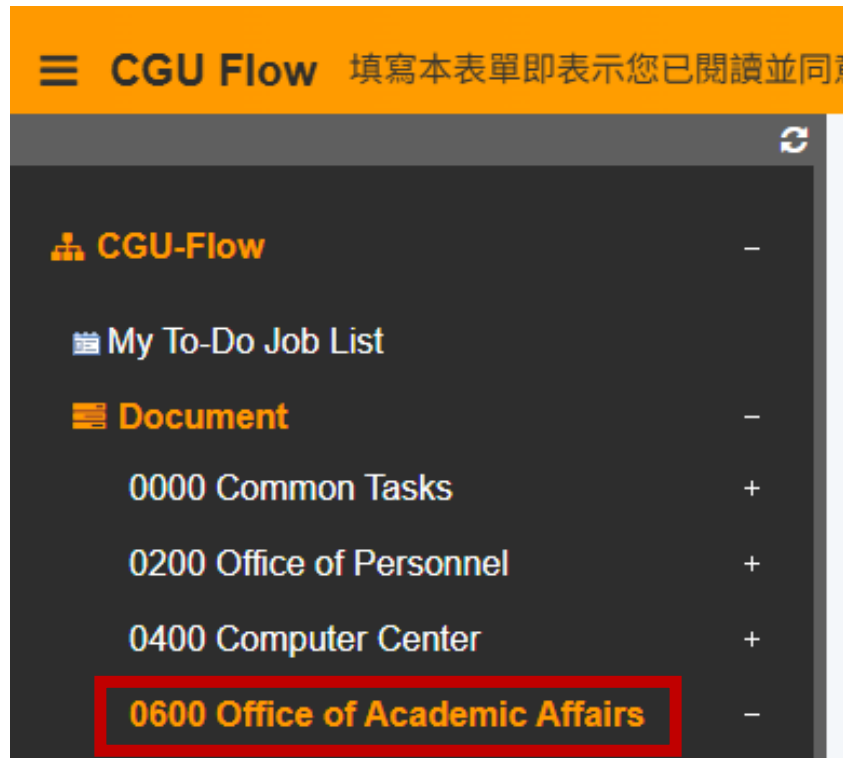 CGU Flow 填寫本表單即表示您已閱讀並同意
CGU-Flow –
My To-Do Job List
Document –
0000 Common Tasks +
0200 Office of Personnel +
0400 Computer Center +
0600 Office of Academic Affairs –